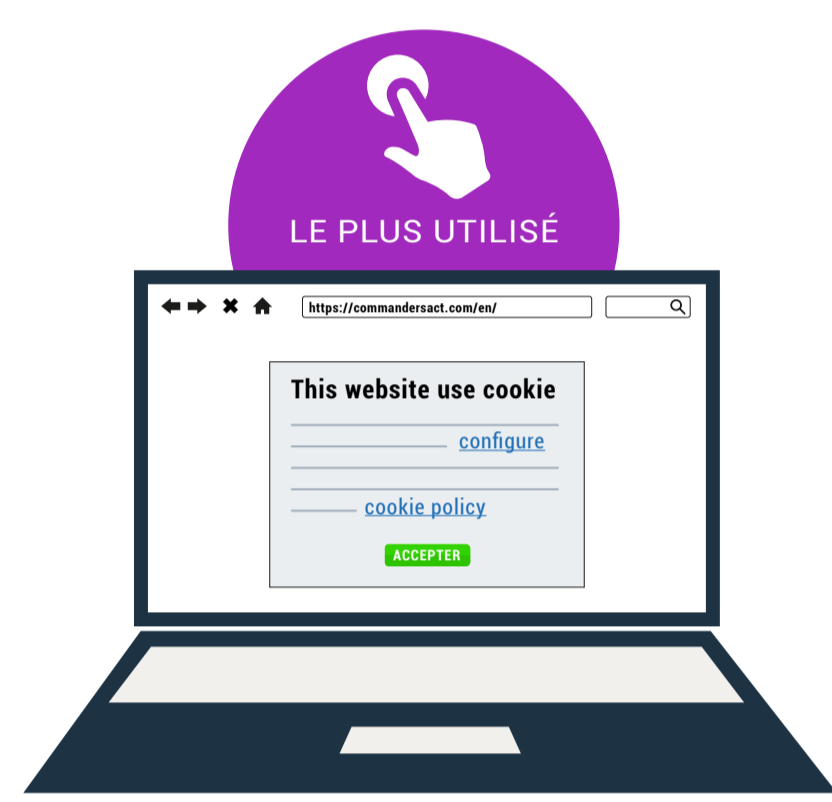 LE PLUS UTILISÉ
https://commandersact.com/en/
This website use cookie
configure
cookie policy
ACCEPTER